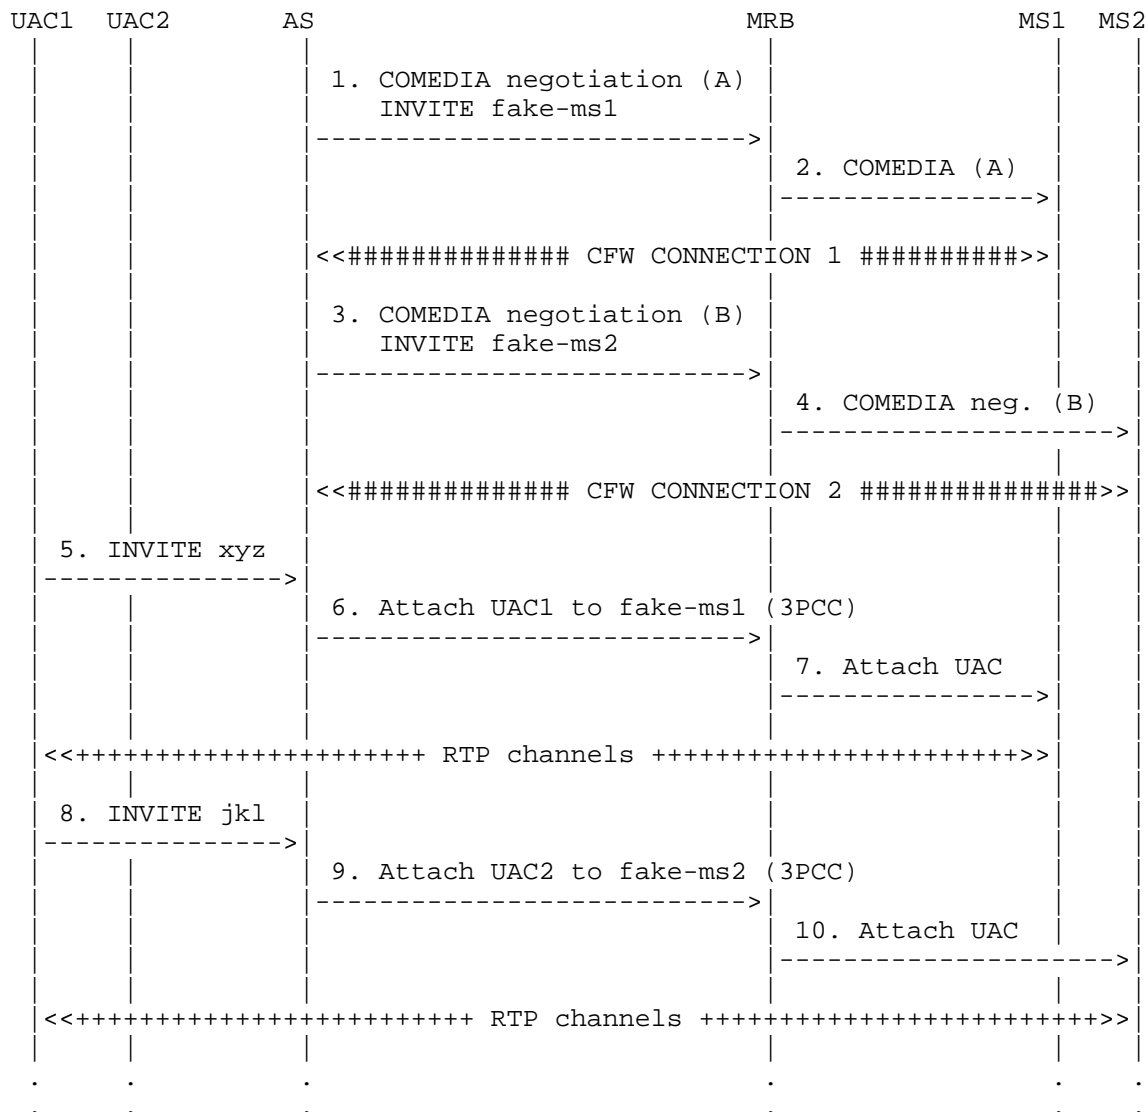 UAC1 UAC2 AS MRB MS1 MS2
1. COMEDIA negotiation (A)
INVITE fake-ms1
2. COMEDIA (A)
<<############## CFW CONNECTION 1 ##########>>
3. COMEDIA negotiation (B)
INVITE fake-ms2
4. COMEDIA neg. (B)
<<############## CFW CONNECTION 2 ###############>>
5. INVITE xyz
6. Attach UAC1 to fake-ms1 (3PCC)
7. Attach UAC
<<++++++++++++++++++++++ RTP channels +++++++++++++++++++++++>>
8. INVITE jkl
9. Attach UAC2 to fake-ms2 (3PCC)
10. Attach UAC
<<+++++++++++++++++++++++++ RTP channels +++++++++++++++++++++++++>>